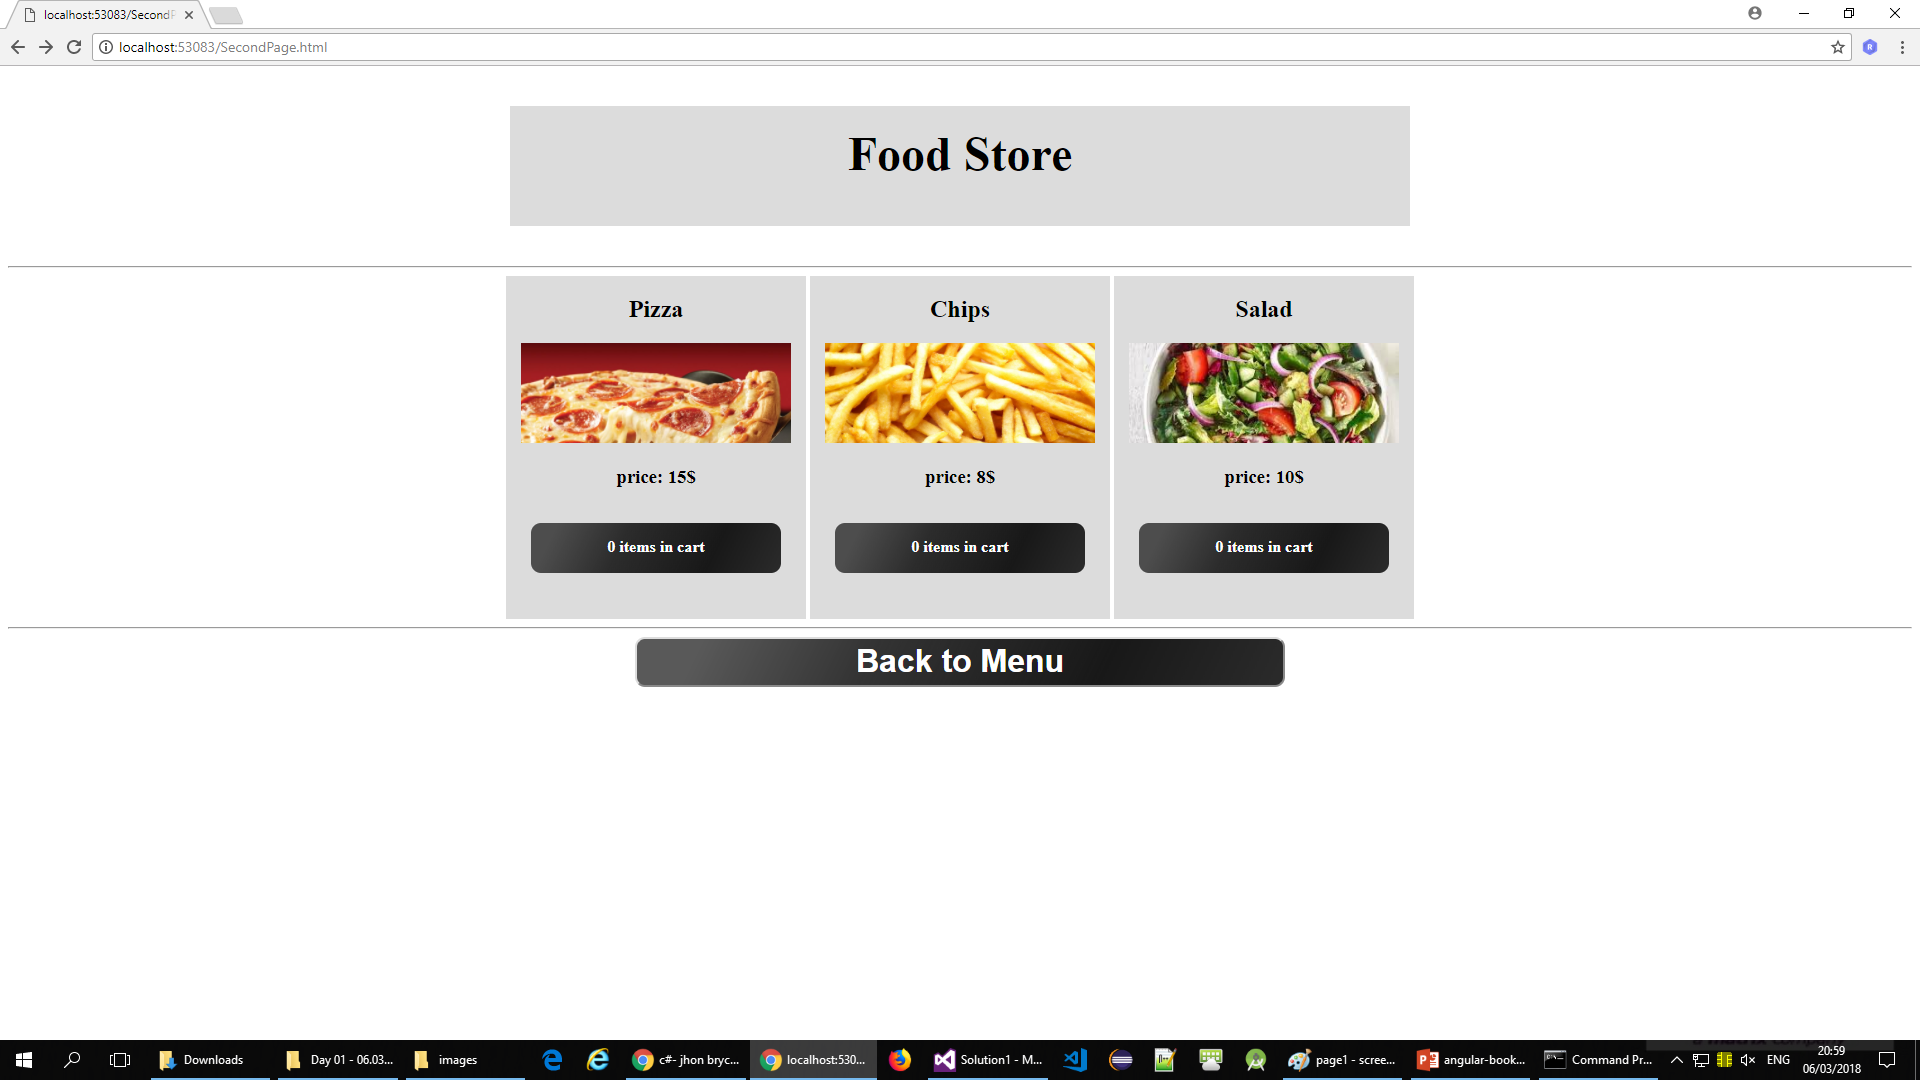 localhost:53083/Second
localhost:53083/SecondPage.html
Food Store
Pizza
Chips
Salad
price: 15$
price: 8$
price: 10$
0 items in cart
0 items in cart
0 items in cart
Back to Menu
Downloads
Day 01 - 06.03...
images
c#- jhon bryc...
localhost:530...
Solution1 - M...
page1 - scree...
angular-book...
Command Pr...
ENG
20:59
06/03/2018